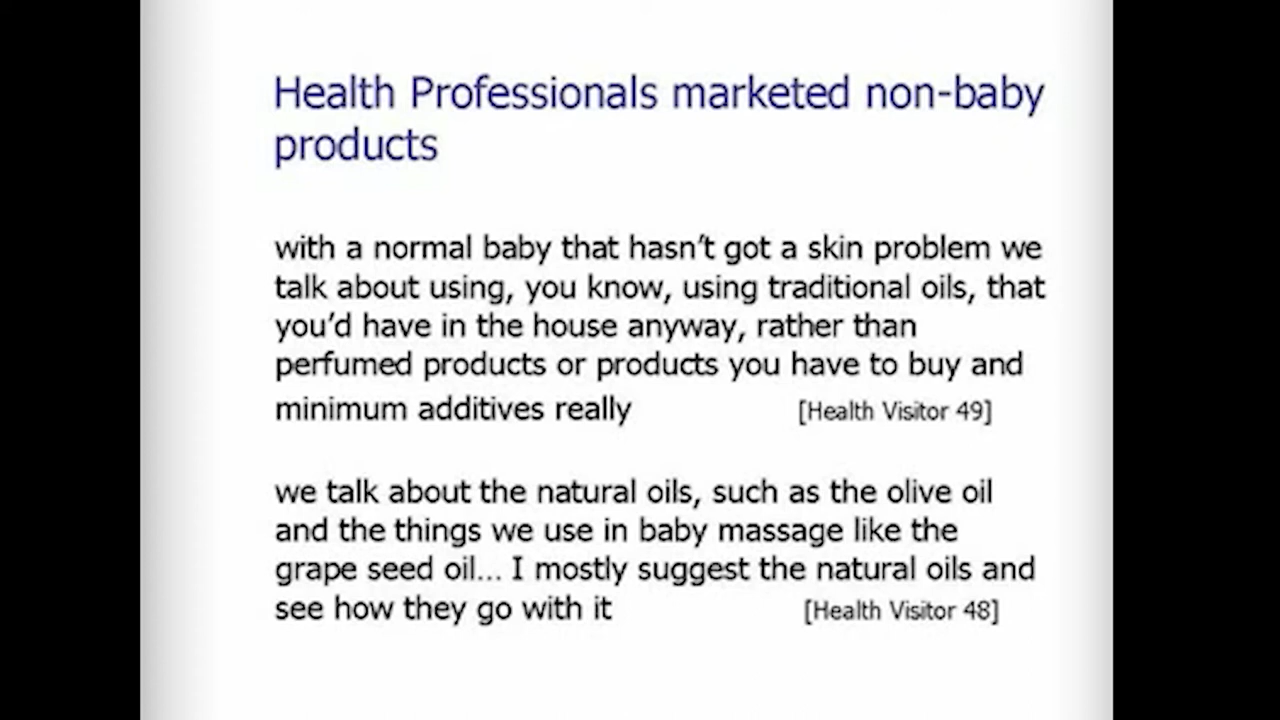 Health Professionals marketed non-baby
products
with a normal baby that hasn’t got a skin problem we
talk about using, you know, using traditional oils, that
you’d have in the house anyway, rather than
perfumed products or products you have to buy and
minimum additives really [Health Visitor 49]
we talk about the natural oils, such as the olive oil
and the things we use in baby massage like the
grape seed oil... I mostly suggest the natural oils and
see how they go with it [Health Visitor 48]